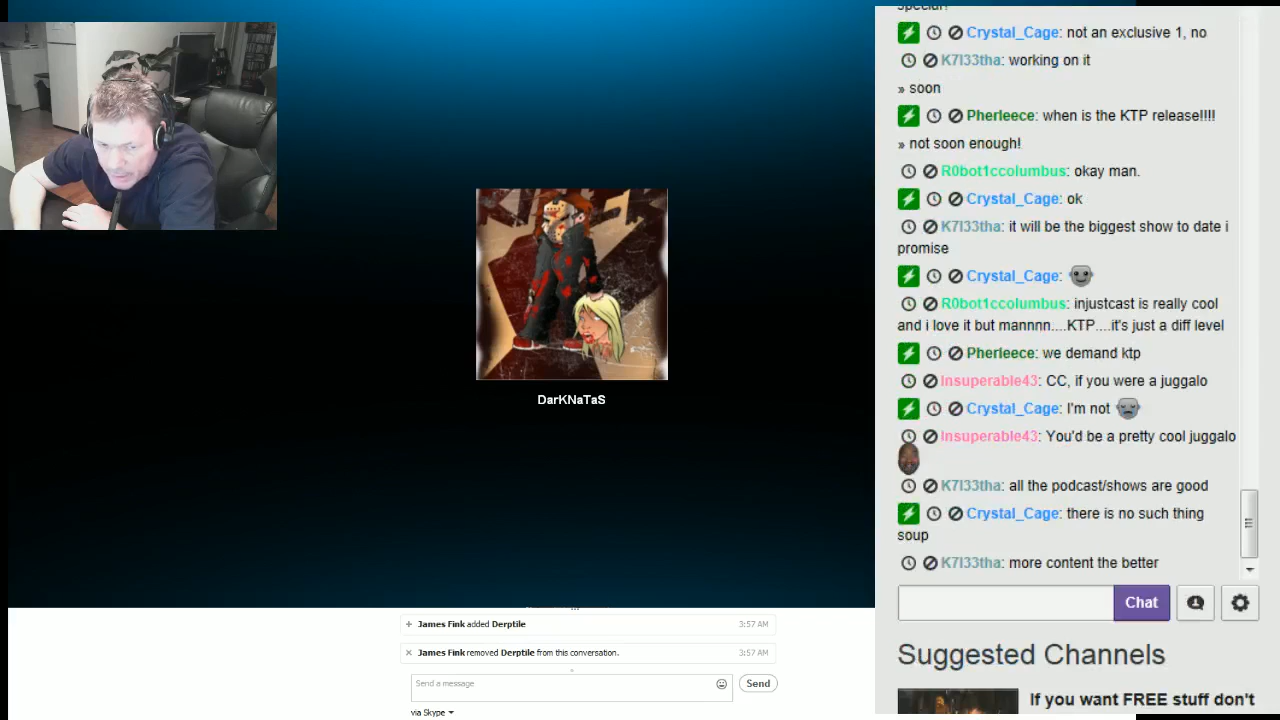 DarKNaTaS
James Fink added Derptile 3:57 AM
James Fink removed Derptile from this conversation. 3:57 AM
Send a message
Send
via Skype
special!
Crystal_Cage: not an exclusive 1, no
K7l33tha: working on it
» soon
Pherleece: when is the KTP release!!!!
» not soon enough!
R0bot1ccolumbus: okay man.
Crystal_Cage: ok
K7l33tha: it will be the biggest show to date i
promise
Crystal_Cage:
R0bot1ccolumbus: injustcast is really cool
and i love it but mannnn....KTP....it's just a diff level
Pherleece: we demand ktp
Insuperable43: CC, if you were a juggalo
Crystal_Cage: I'm not
Insuperable43: You'd be a pretty cool juggalo
K7l33tha: all the podcast/shows are good
Crystal_Cage: there is no such thing
soup
K7l33tha: more content the better
Chat
Suggested Channels
If you want FREE stuff don't